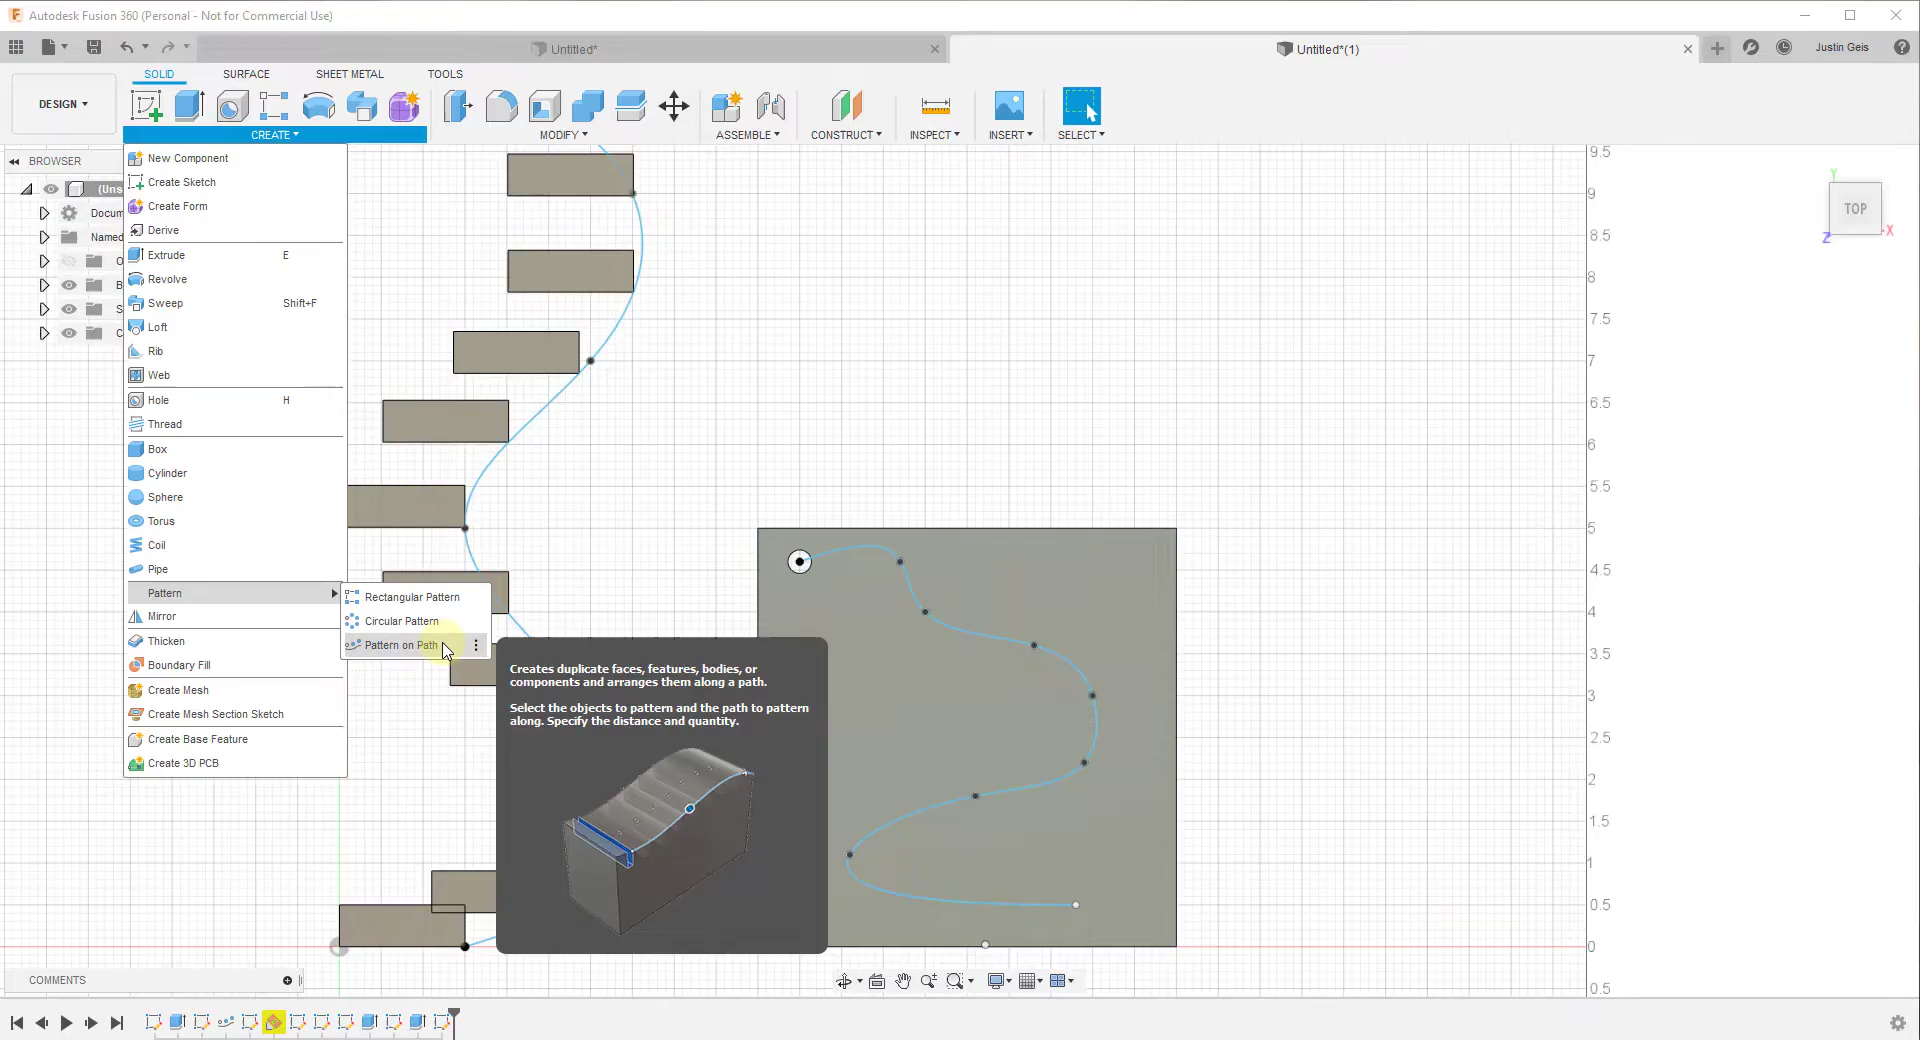 Autodesk Fusion 360 (Personal - Not for Commercial Use)
Untitled*
Untitled*(1)
Justin Geis
SOLID
SURFACE
SHEET METAL
TOOLS
DESIGN
CREATE
MODIFY
ASSEMBLE
CONSTRUCT
INSPECT
INSERT
SELECT
BROWSER
(Uns
Docum
Named
O
B
S
C
New Component
Create Sketch
Create Form
Derive
Extrude E
Revolve
Sweep Shift+F
Loft
Rib
Web
Hole H
Thread
Box
Cylinder
Sphere
Torus
Coil
Pipe
Pattern
Mirror
Thicken
Boundary Fill
Create Mesh
Create Mesh Section Sketch
Create Base Feature
Create 3D PCB
Rectangular Pattern
Circular Pattern
Pattern on Path
Creates duplicate faces, features, bodies, or
components and arranges them along a path.
Select the objects to pattern and the path to pattern
along. Specify the distance and quantity.
9.5
9
8.5
8
7.5
7
6.5
6
5.5
5
4.5
4
3.5
3
2.5
2
1.5
1
0.5
0
0.5
Y
TOP
Z
X
COMMENTS